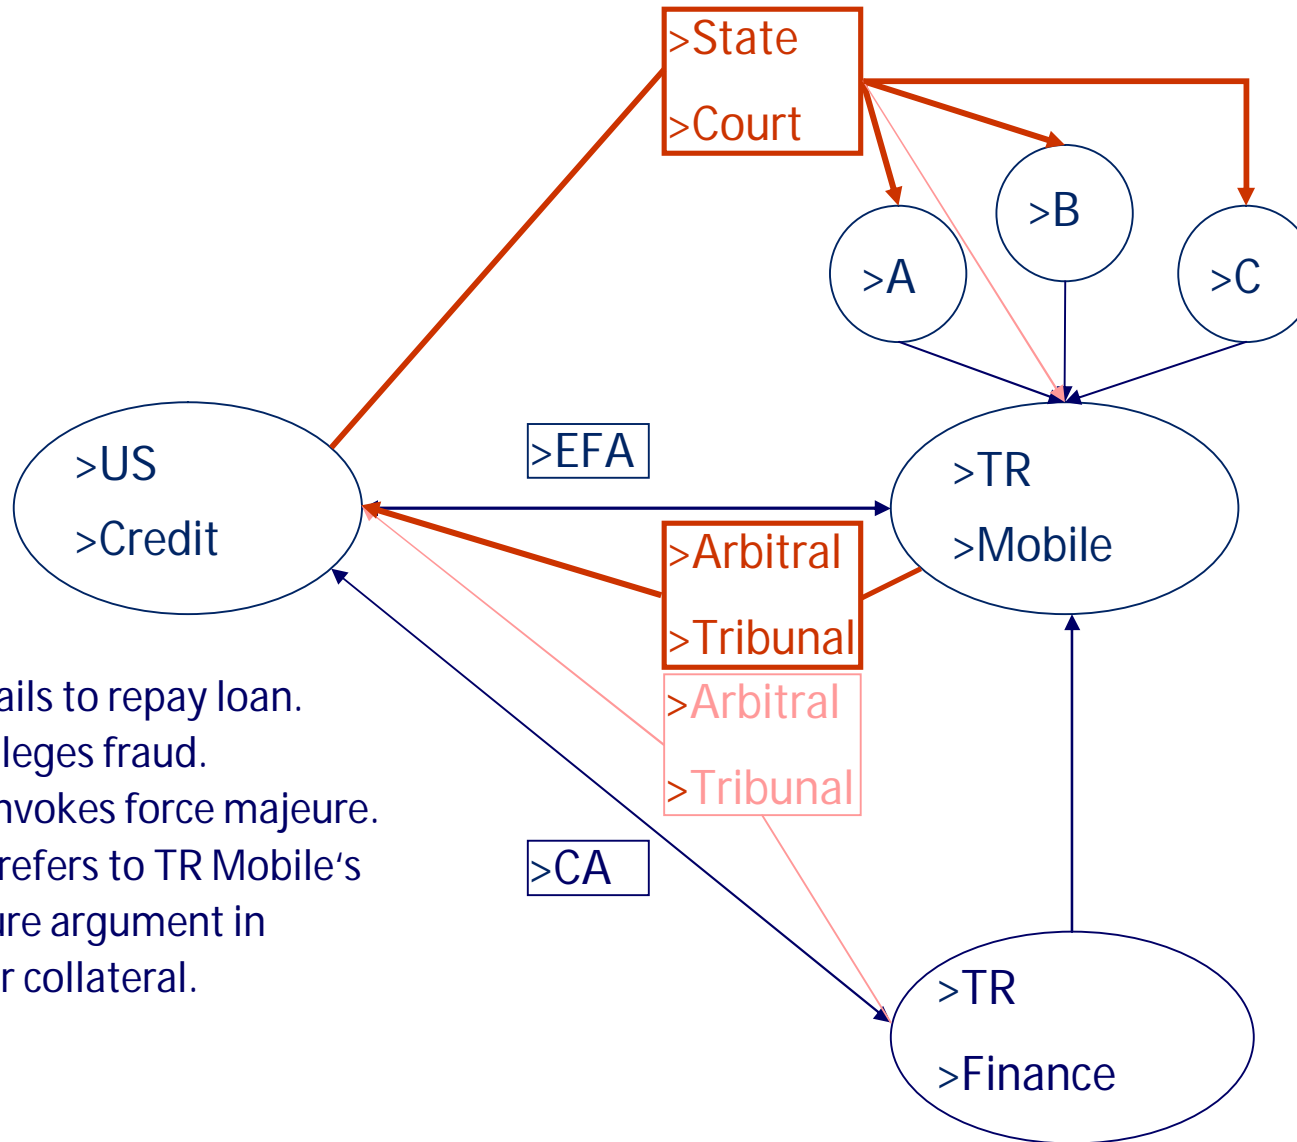 >State
>Court
>B
>A
>C
>US
>Credit
>EFA
>TR
>Mobile
>Arbitral
>Tribunal
>Arbitral
>Tribunal
ails to repay loan.
lleges fraud.
nvokes force majeure.
refers to TR Mobile‘s
ure argument in
r collateral.
>CA
>TR
>Finance